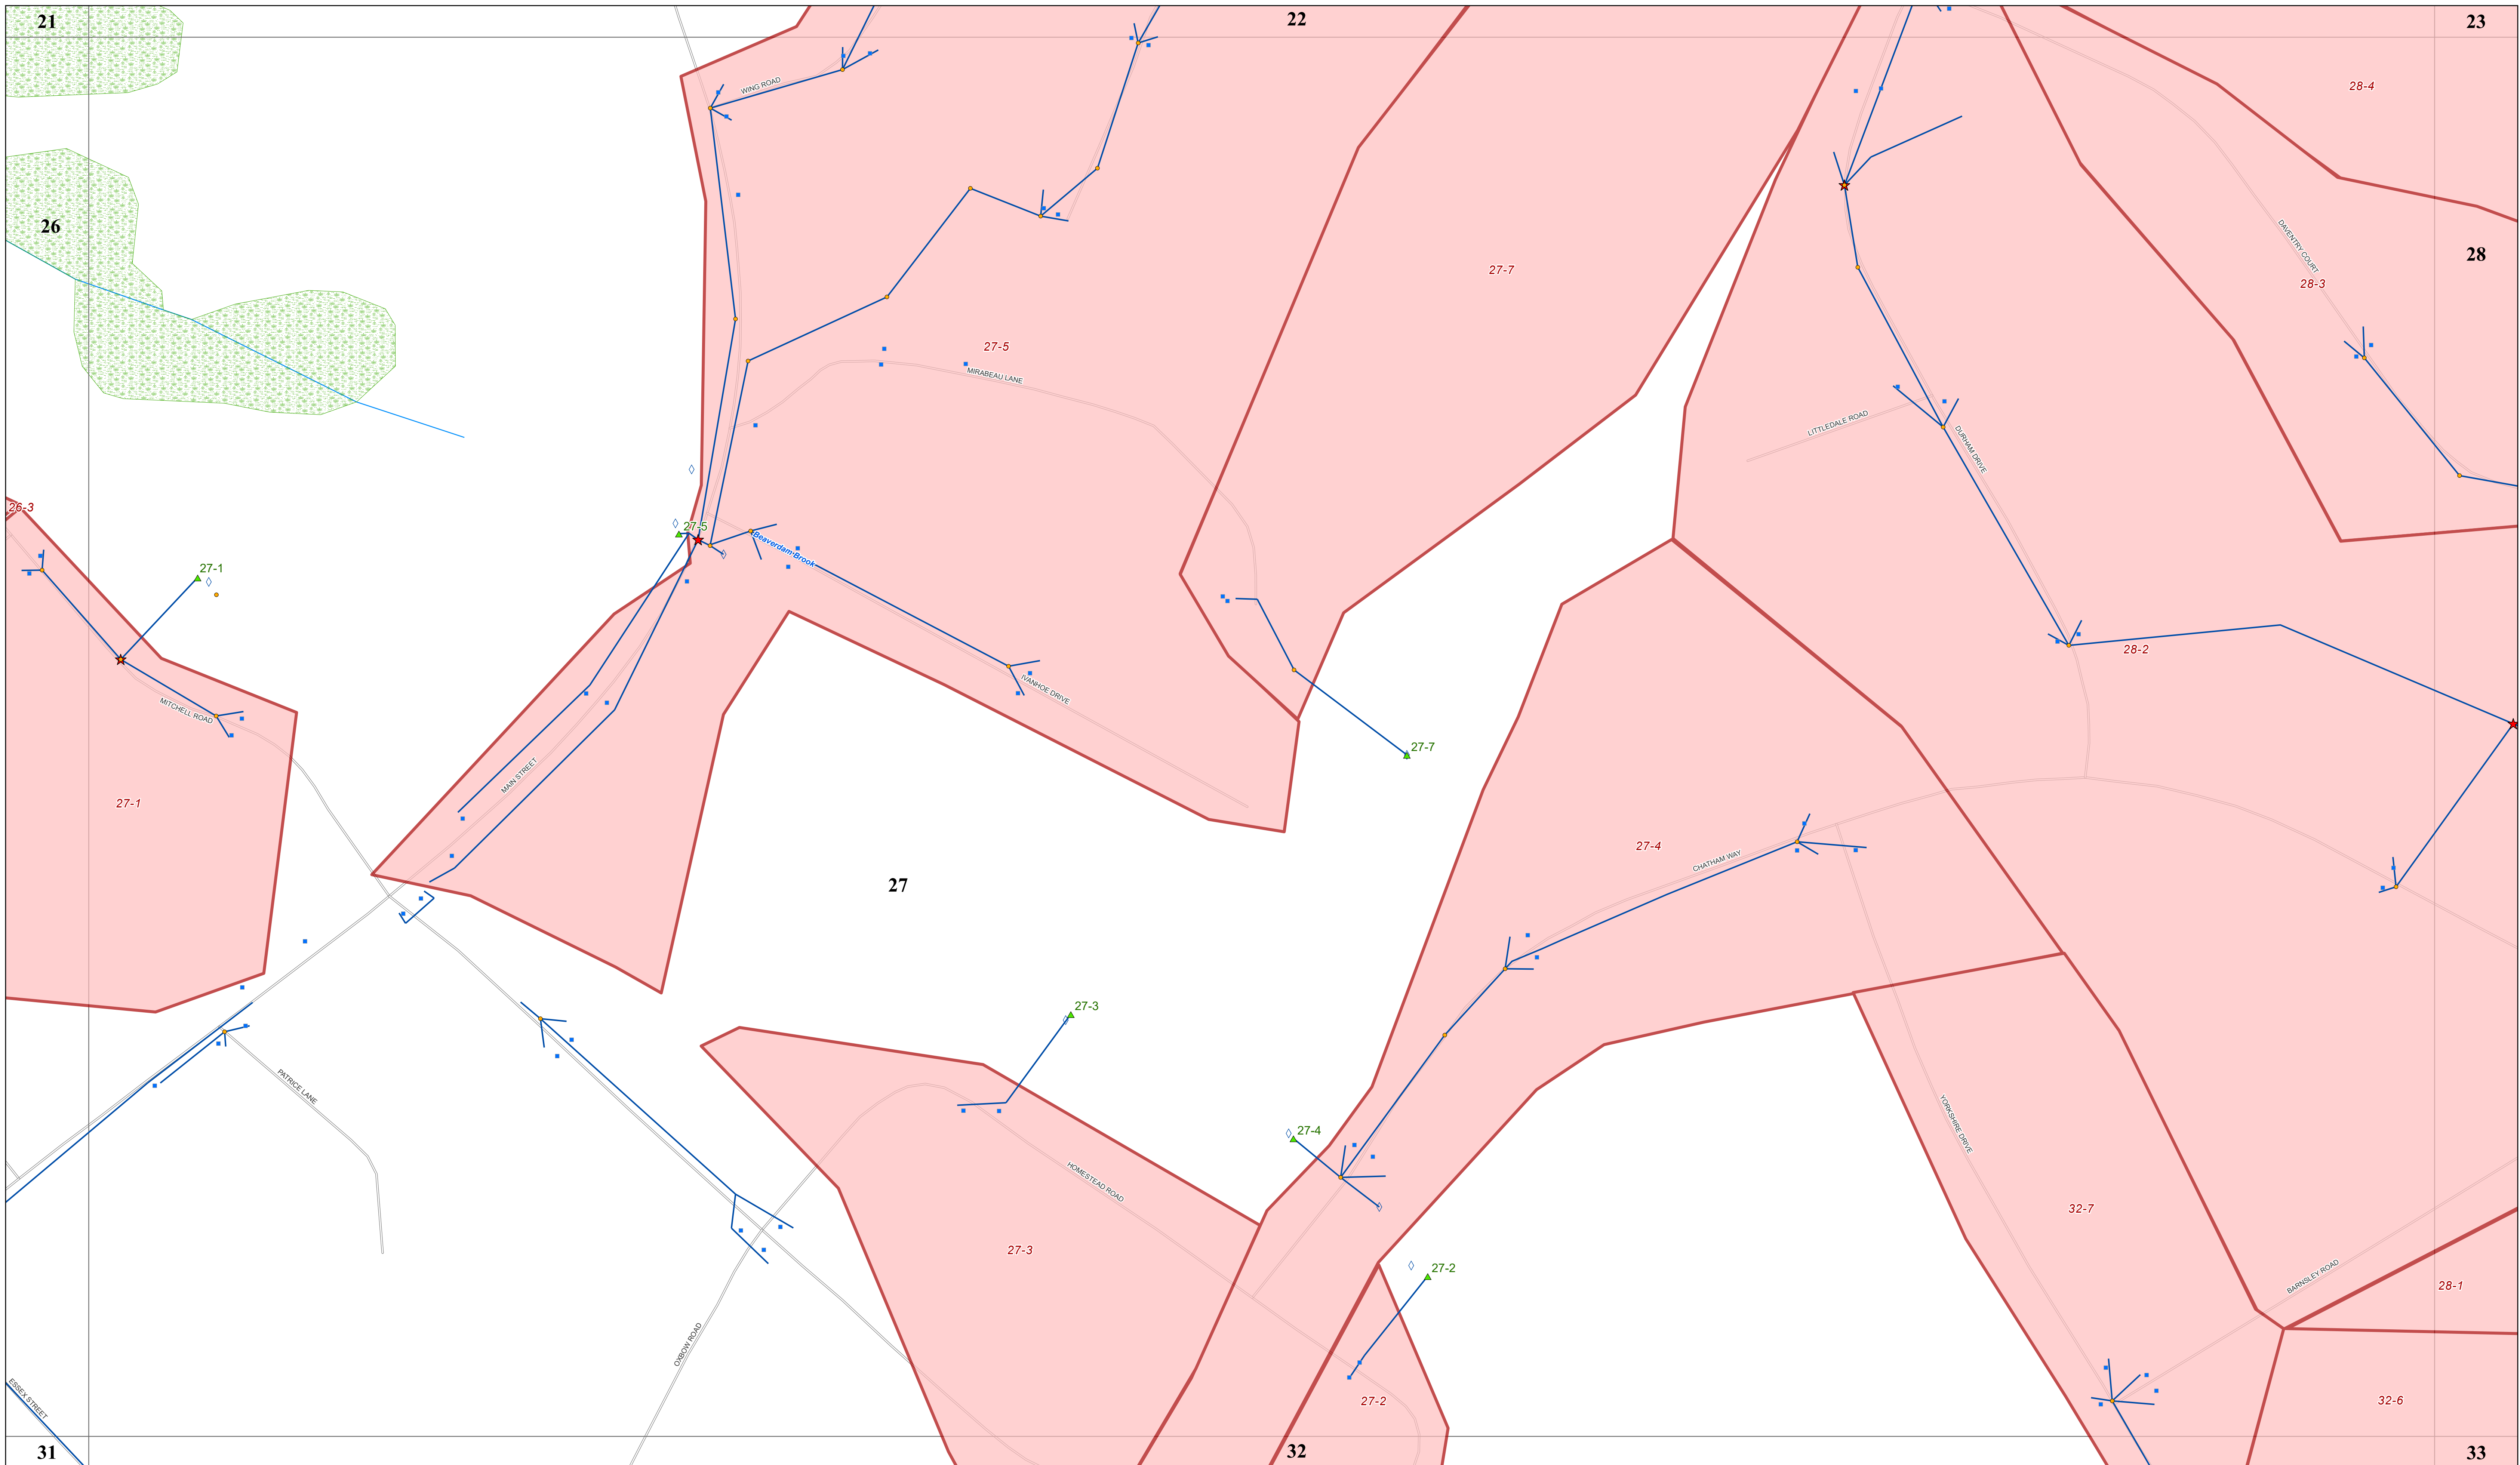 21
22
23
WING ROAD
28-4
26
DAVENTRY COURT
28
27-7
28-3
27-5
MIRABEAU LANE
LITTLEDALE ROAD
DURHAM DRIVE
26-3
27-5
Beaverdam Brook
27-1
28-2
IVANHOE DRIVE
MITCHELL ROAD
27-7
MAIN STREET
27-1
27-4
CHATHAM WAY
27
27-3
PATRICE LANE
YORKSHIRE DRIVE
27-4
HOMESTEAD ROAD
32-7
27-3
27-2
BARNSLEY ROAD
28-1
OXBOW ROAD
ESSEX STREET
27-2
32-6
31
32
33